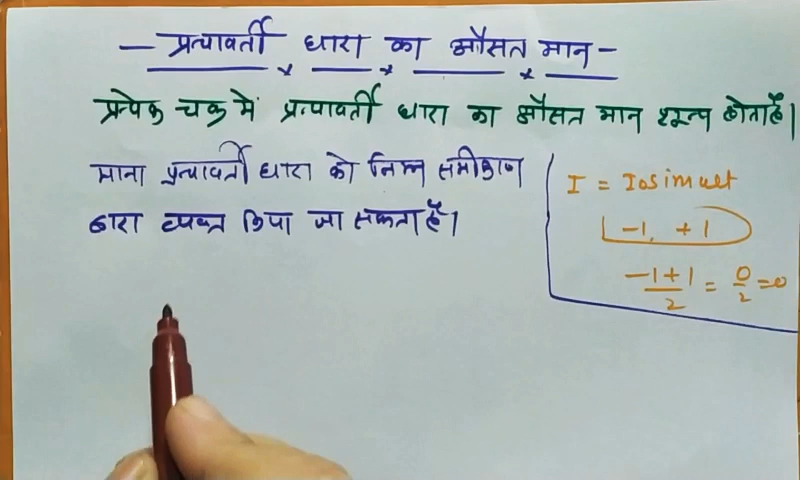 — प्रत्यावर्ती धारा का औसत मान —
प्रत्येक चक्र में प्रत्यावर्ती धारा का औसत मान शून्य होता है।
माना प्रत्यावर्ती धारा को निम्न समीकरण
द्वारा व्यक्त किया जा सकता है।
I = I₀sinωt
-1, +1
-1+1/2 = 0/2 = 0